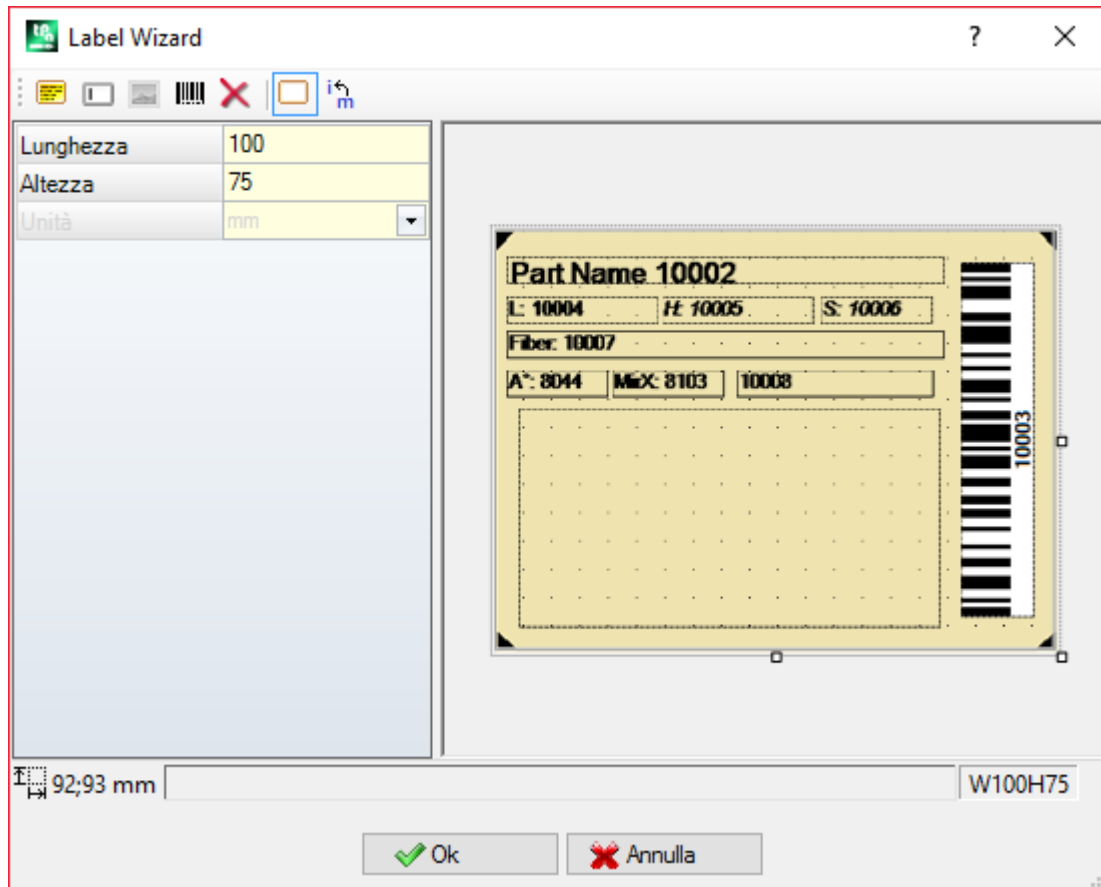 Label Wizard
Lunghezza 100
Altezza 75
Unità mm
Part Name 10002
L: 10004 H: 10005 S: 10006
Fiber: 10007
A°: 8044 MirX: 8103 10008
10003
92;93 mm W100H75
Ok Annulla